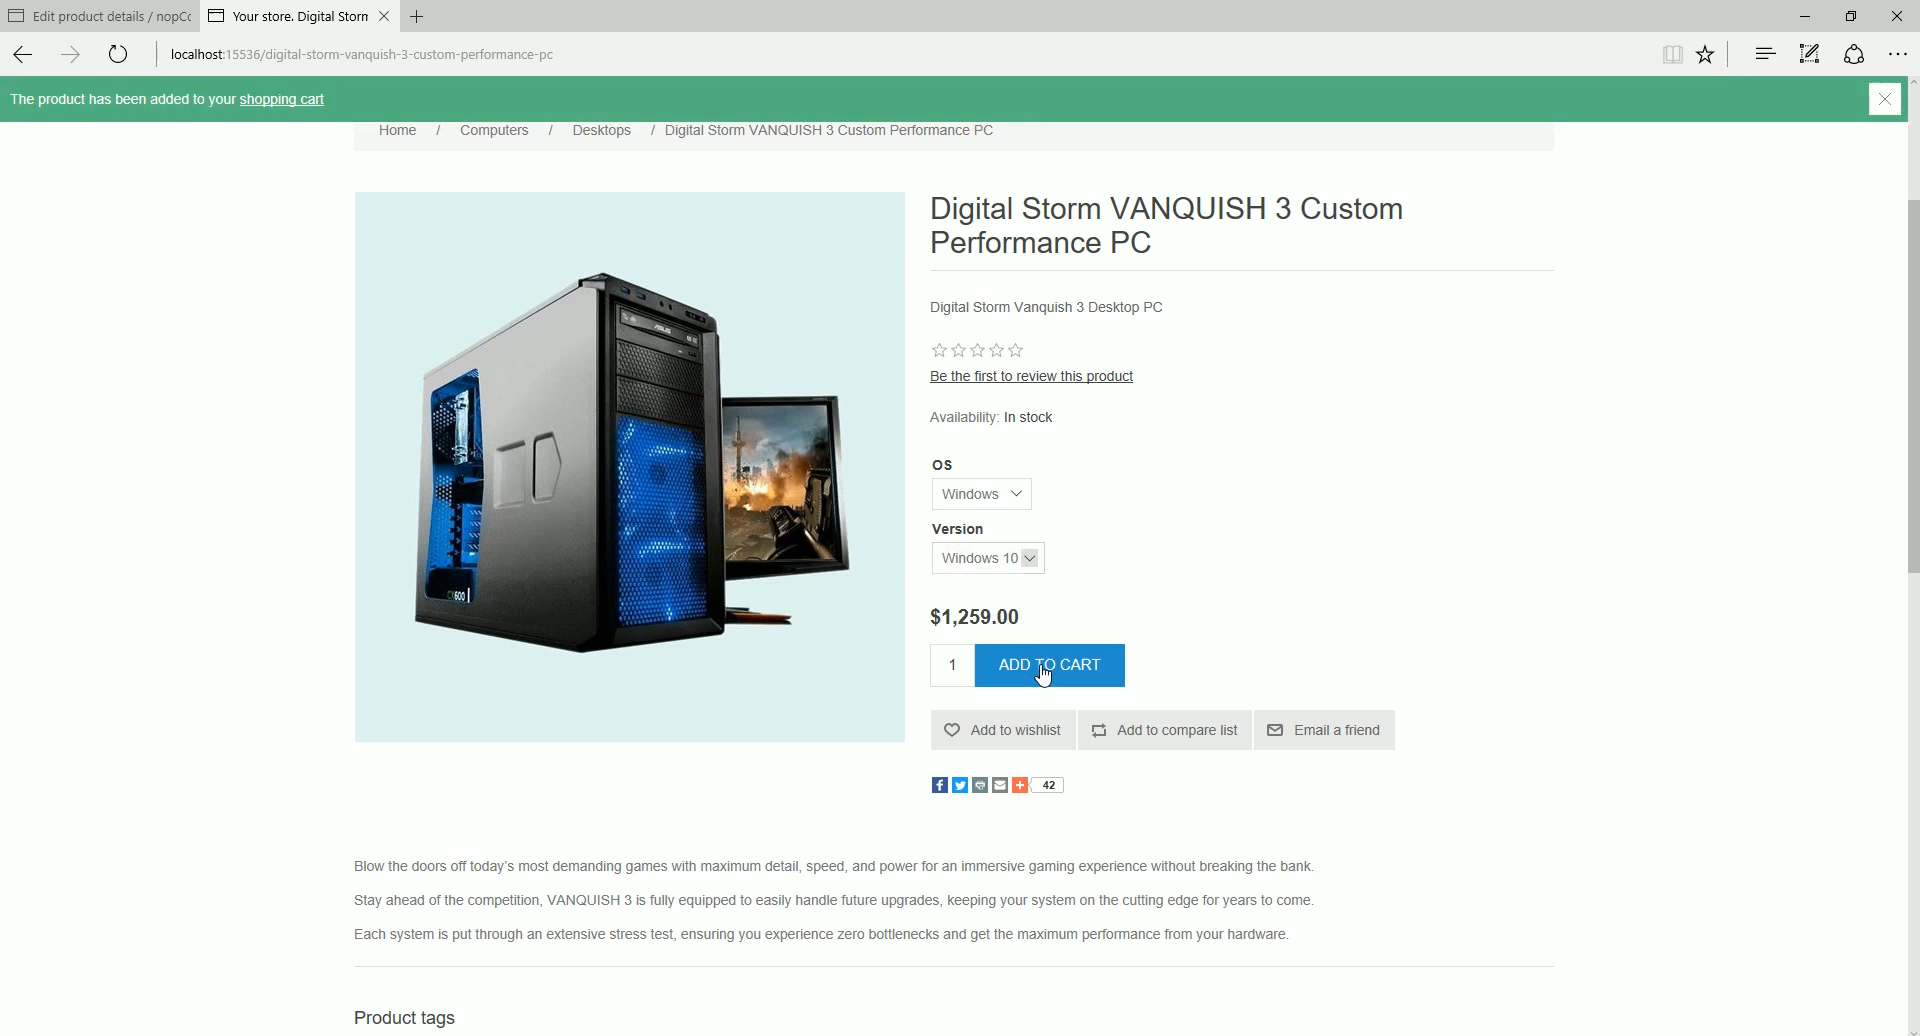 Edit product details / nopCo
Your store. Digital Storm
localhost:15536/digital-storm-vanquish-3-custom-performance-pc
The product has been added to your shopping cart
Home / Computers / Desktops / Digital Storm VANQUISH 3 Custom Performance PC
Digital Storm VANQUISH 3 Custom
Performance PC
Digital Storm Vanquish 3 Desktop PC
Be the first to review this product
Availability: In stock
OS
Windows
Version
Windows 10
$1,259.00
1 ADD TO CART
Add to wishlist Add to compare list Email a friend
42
ASUS
CX600
Blow the doors off today's most demanding games with maximum detail, speed, and power for an immersive gaming experience without breaking the bank.
Stay ahead of the competition, VANQUISH 3 is fully equipped to easily handle future upgrades, keeping your system on the cutting edge for years to come.
Each system is put through an extensive stress test, ensuring you experience zero bottlenecks and get the maximum performance from your hardware.
Product tags